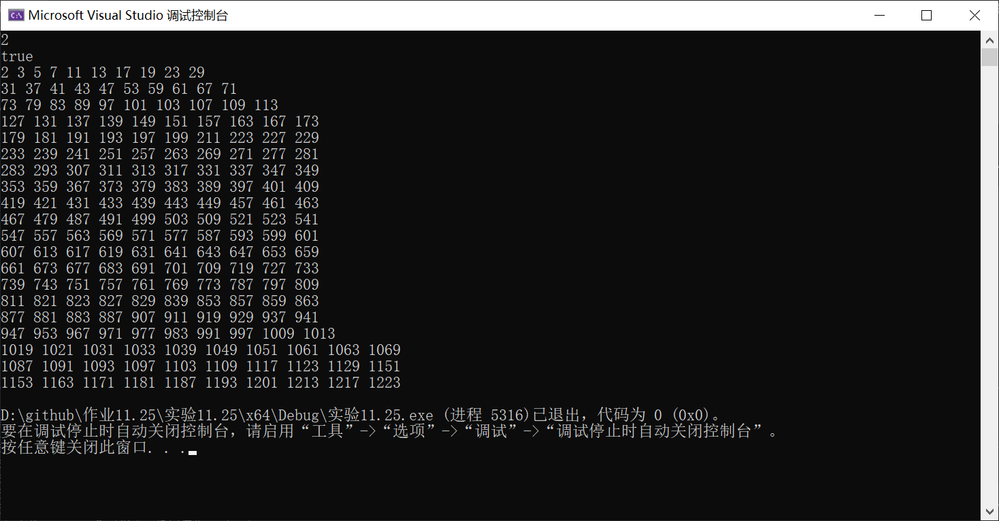 Microsoft Visual Studio 调试控制台
2
true
2 3 5 7 11 13 17 19 23 29
31 37 41 43 47 53 59 61 67 71
73 79 83 89 97 101 103 107 109 113
127 131 137 139 149 151 157 163 167 173
179 181 191 193 197 199 211 223 227 229
233 239 241 251 257 263 269 271 277 281
283 293 307 311 313 317 331 337 347 349
353 359 367 373 379 383 389 397 401 409
419 421 431 433 439 443 449 457 461 463
467 479 487 491 499 503 509 521 523 541
547 557 563 569 571 577 587 593 599 601
607 613 617 619 631 641 643 647 653 659
661 673 677 683 691 701 709 719 727 733
739 743 751 757 761 769 773 787 797 809
811 821 823 827 829 839 853 857 859 863
877 881 883 887 907 911 919 929 937 941
947 953 967 971 977 983 991 997 1009 1013
1019 1021 1031 1033 1039 1049 1051 1061 1063 1069
1087 1091 1093 1097 1103 1109 1117 1123 1129 1151
1153 1163 1171 1181 1187 1193 1201 1213 1217 1223
D:\github\作业11.25\实验11.25\x64\Debug\实验11.25.exe (进程 5316)已退出，代码为 0 (0x0)。
要在调试停止时自动关闭控制台，请启用“工具”->“选项”->“调试”->“调试停止时自动关闭控制台”。
按任意键关闭此窗口. . .